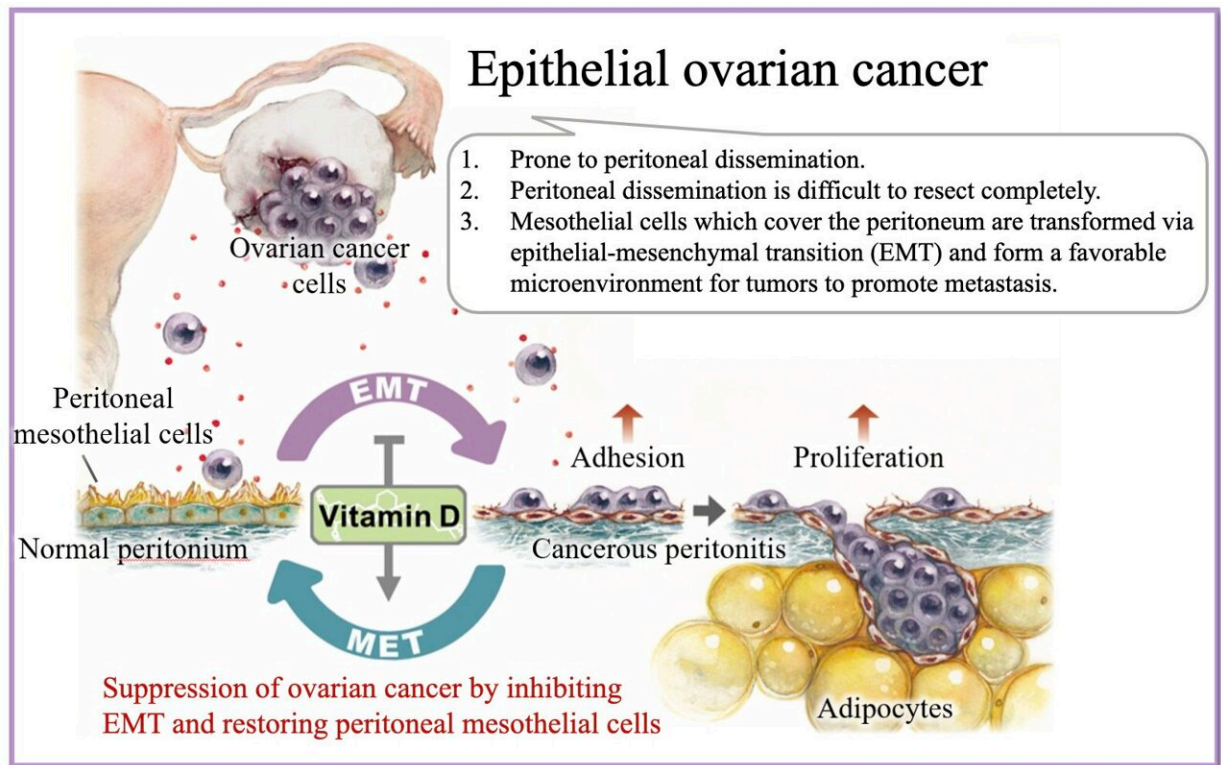 Epithelial ovarian cancer
1. Prone to peritoneal dissemination.
2. Peritoneal dissemination is difficult to resect completely.
3. Mesothelial cells which cover the peritoneum are transformed via
epithelial-mesenchymal transition (EMT) and form a favorable
microenvironment for tumors to promote metastasis.
Ovarian cancer
cells
Peritoneal
mesothelial cells
EMT
Adhesion
Proliferation
Vitamin D
Normal peritonium
Cancerous peritonitis
MET
Adipocytes
Suppression of ovarian cancer by inhibiting
EMT and restoring peritoneal mesothelial cells